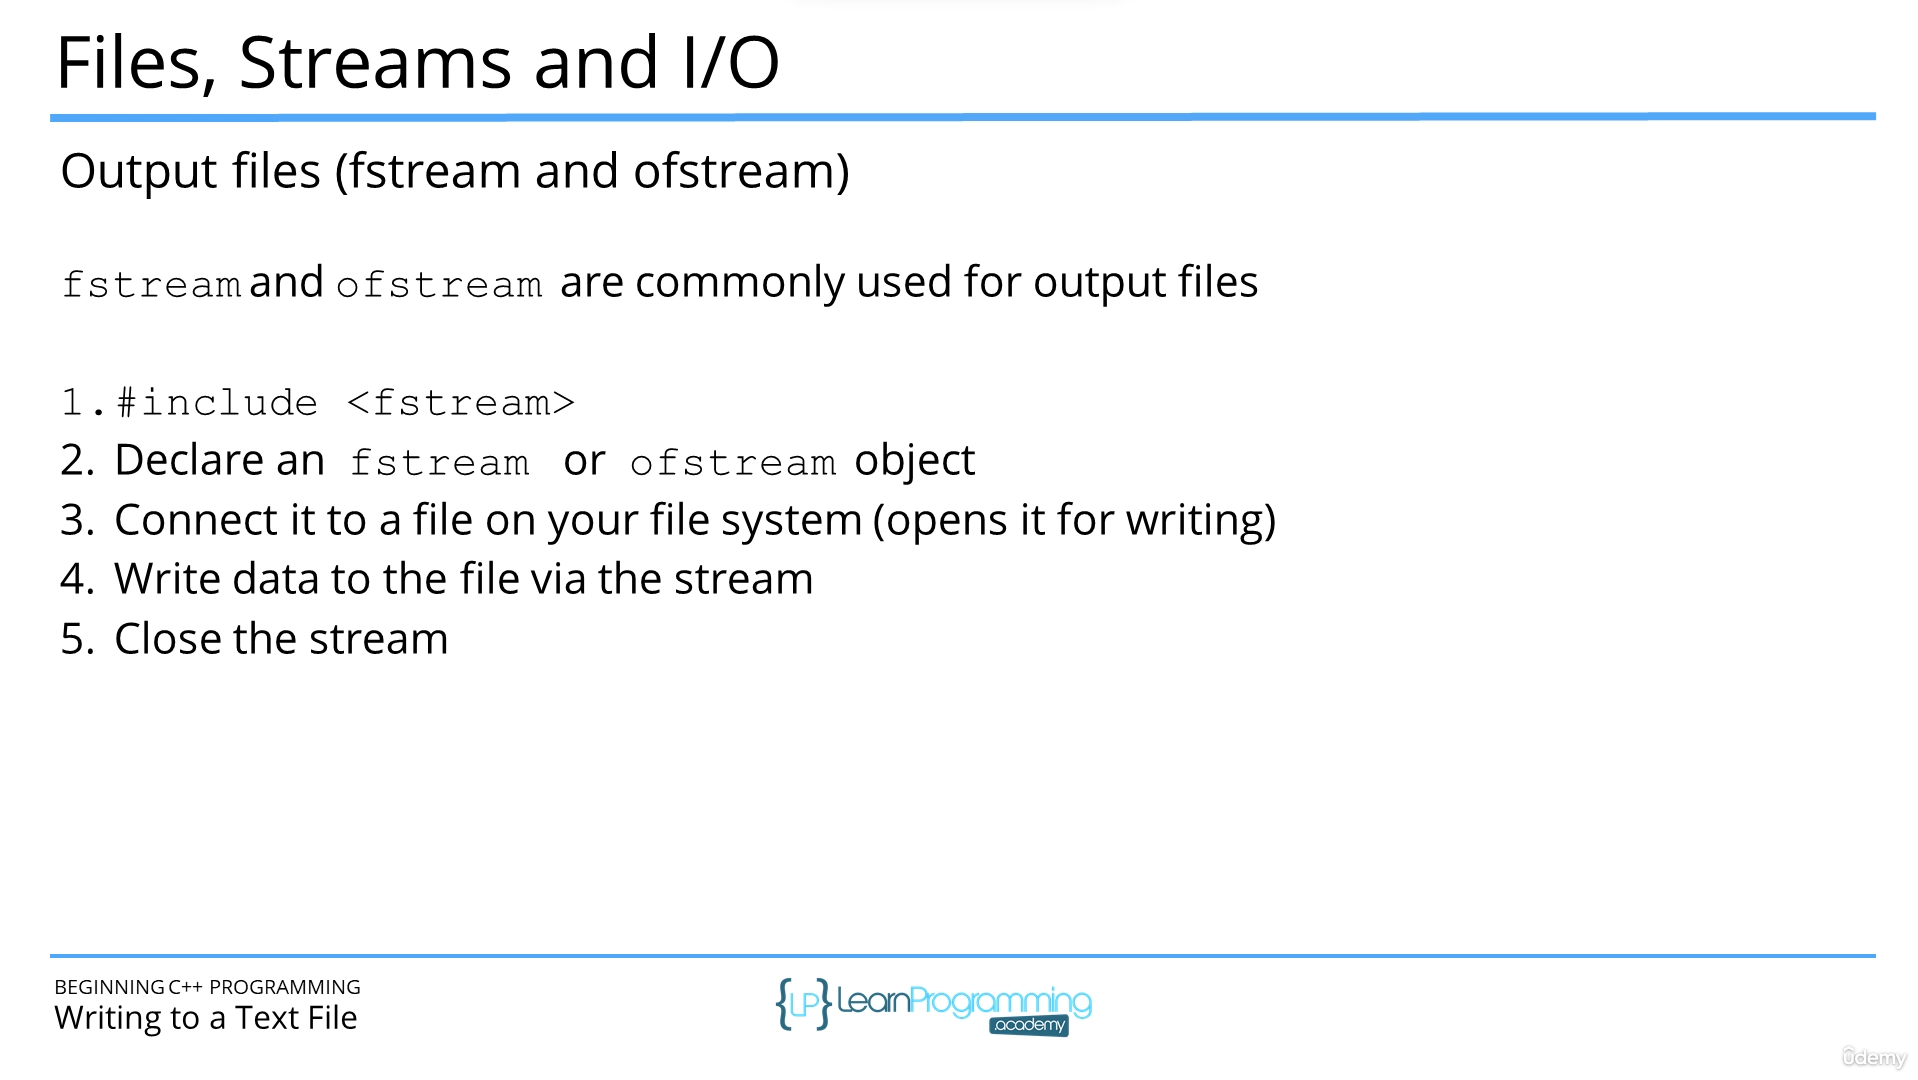 Files, Streams and I/O
Output files (fstream and ofstream)
fstream and ofstream are commonly used for output files
1. #include <fstream>
2. Declare an fstream or ofstream object
3. Connect it to a file on your file system (opens it for writing)
4. Write data to the file via the stream
5. Close the stream
BEGINNING C++ PROGRAMMING
Writing to a Text File
{LP} LearnProgramming
.academy
ûdemy